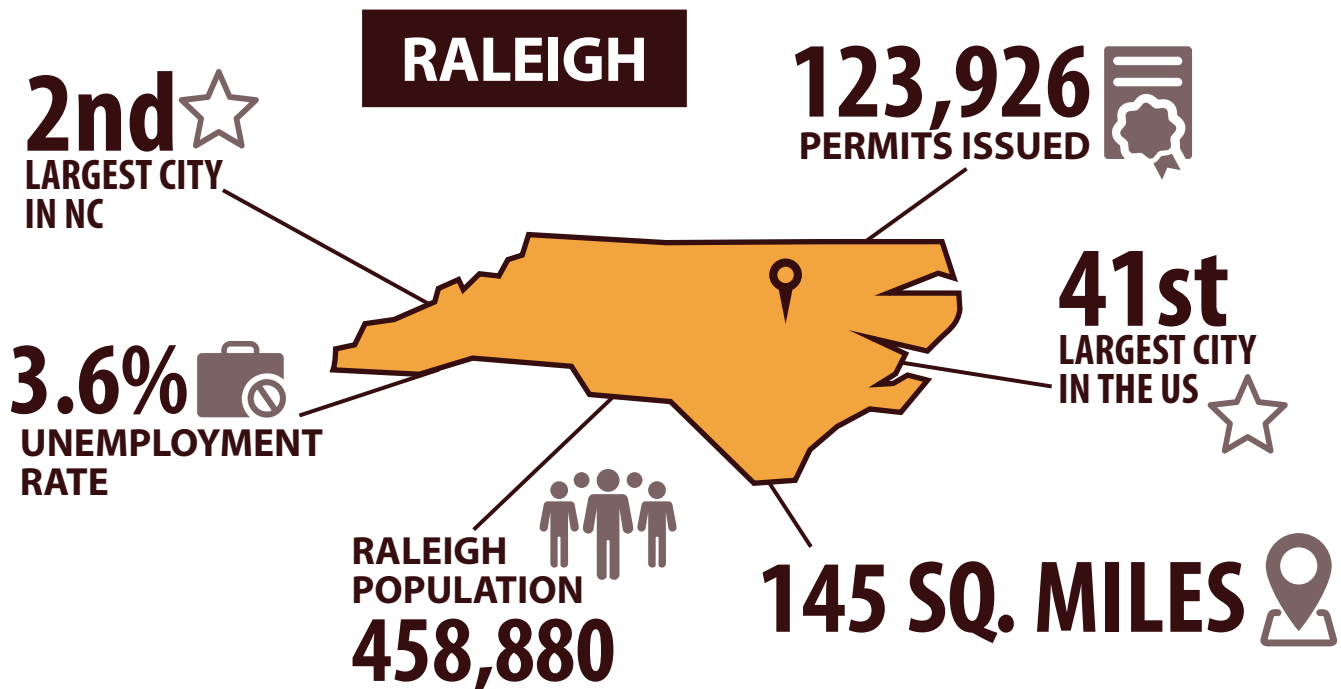 RALEIGH
2nd
LARGEST CITY
IN NC
123,926
PERMITS ISSUED
41st
LARGEST CITY
IN THE US
3.6%
UNEMPLOYMENT
RATE
RALEIGH
POPULATION
458,880
145 SQ. MILES